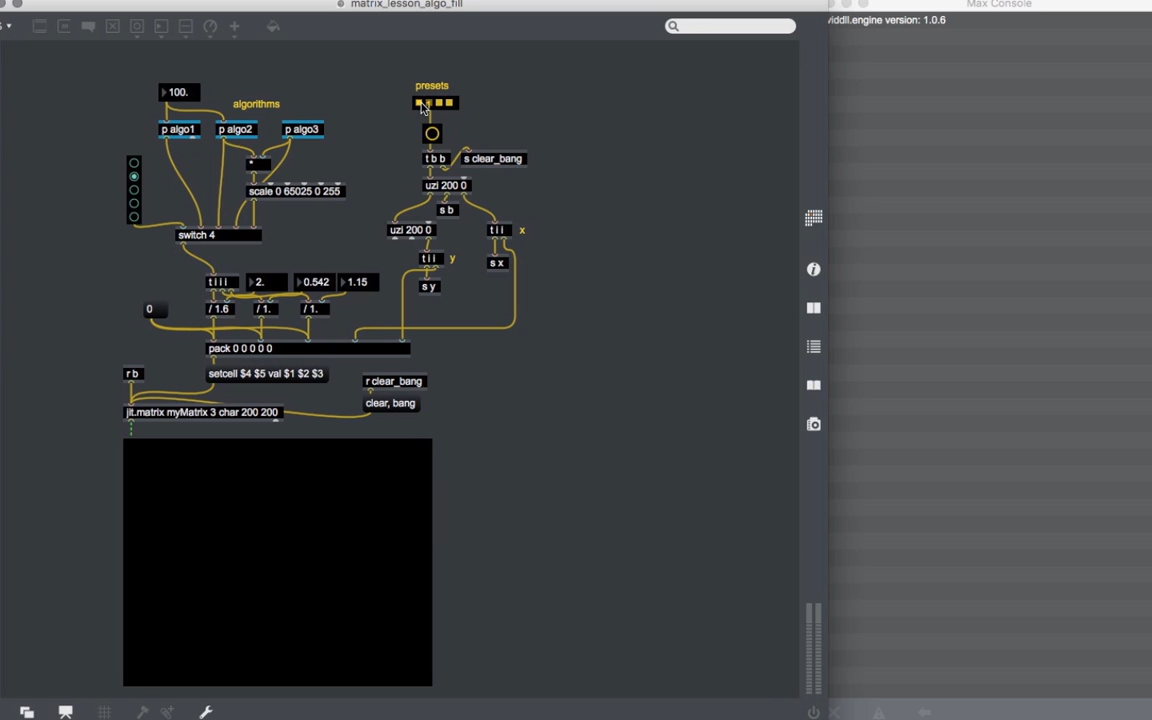 matrix_lesson_algo_fill
Max Console
viddll.engine version: 1.0.6
presets
100.
algorithms
p algo1
p algo2
p algo3
t b b
s clear_bang
*
scale 0 65025 0 255
uzi 200 0
s b
switch 4
uzi 200 0
t i i
x
t i i
y
s x
t i i i
2.
0.542
1.15
s y
0
/ 1.6
/ 1.
/ 1.
pack 0 0 0 0 0
r b
setcell $4 $5 val $1 $2 $3
r clear_bang
clear, bang
jit.matrix myMatrix 3 char 200 200